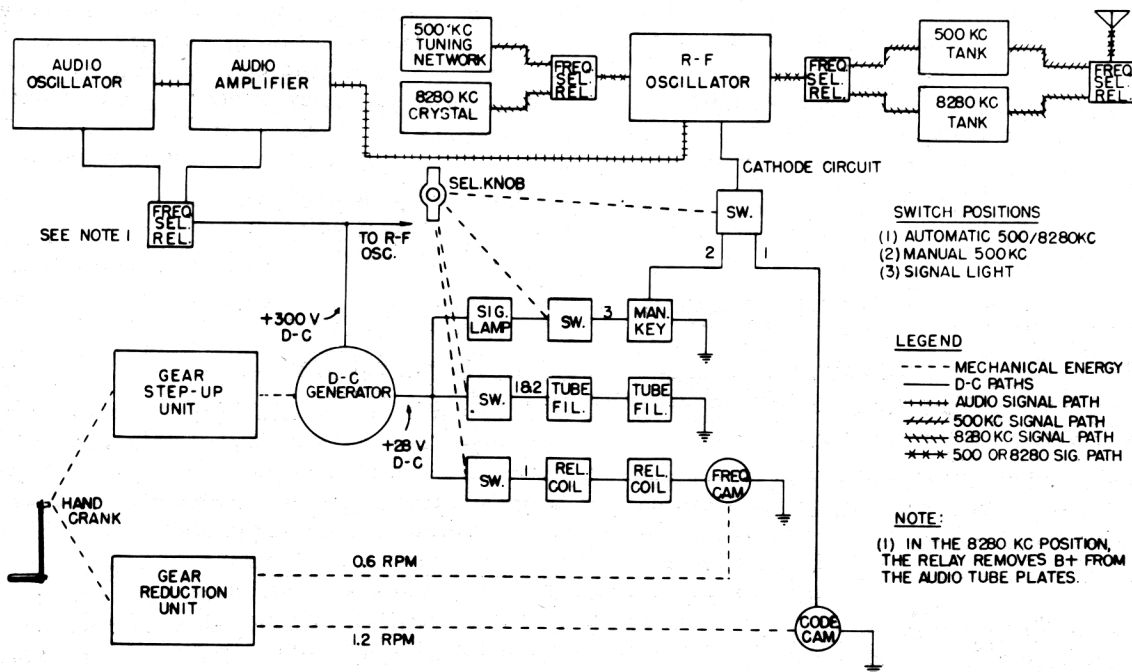 AUDIO
OSCILLATOR
AUDIO
AMPLIFIER
500 KC
TUNING
NETWORK
8280 KC
CRYSTAL
FREQ.
SEL.
REL.
R-F
OSCILLATOR
FREQ.
SEL.
REL.
500 KC
TANK
8280 KC
TANK
FREQ.
SEL.
REL.
CATHODE CIRCUIT
SEL. KNOB
SW.
2
1
FREQ.
SEL.
REL.
SEE NOTE 1
TO R-F
OSC.
SWITCH POSITIONS
(1) AUTOMATIC 500/8280KC
(2) MANUAL 500KC
(3) SIGNAL LIGHT
+300 V
D-C
SIG.
LAMP
SW.
3
MAN.
KEY
GEAR
STEP-UP
UNIT
D-C
GENERATOR
+28 V
D-C
SW.
1&2
TUBE
FIL.
TUBE
FIL.
SW.
1
REL.
COIL
REL.
COIL
FREQ
CAM
LEGEND
MECHANICAL ENERGY
D-C PATHS
AUDIO SIGNAL PATH
500KC SIGNAL PATH
8280 KC SIGNAL PATH
500 OR 8280 SIG. PATH
HAND
CRANK
GEAR
REDUCTION
UNIT
0.6 RPM
1.2 RPM
CODE
CAM
NOTE:
(1) IN THE 8280 KC POSITION,
THE RELAY REMOVES B+ FROM
THE AUDIO TUBE PLATES.